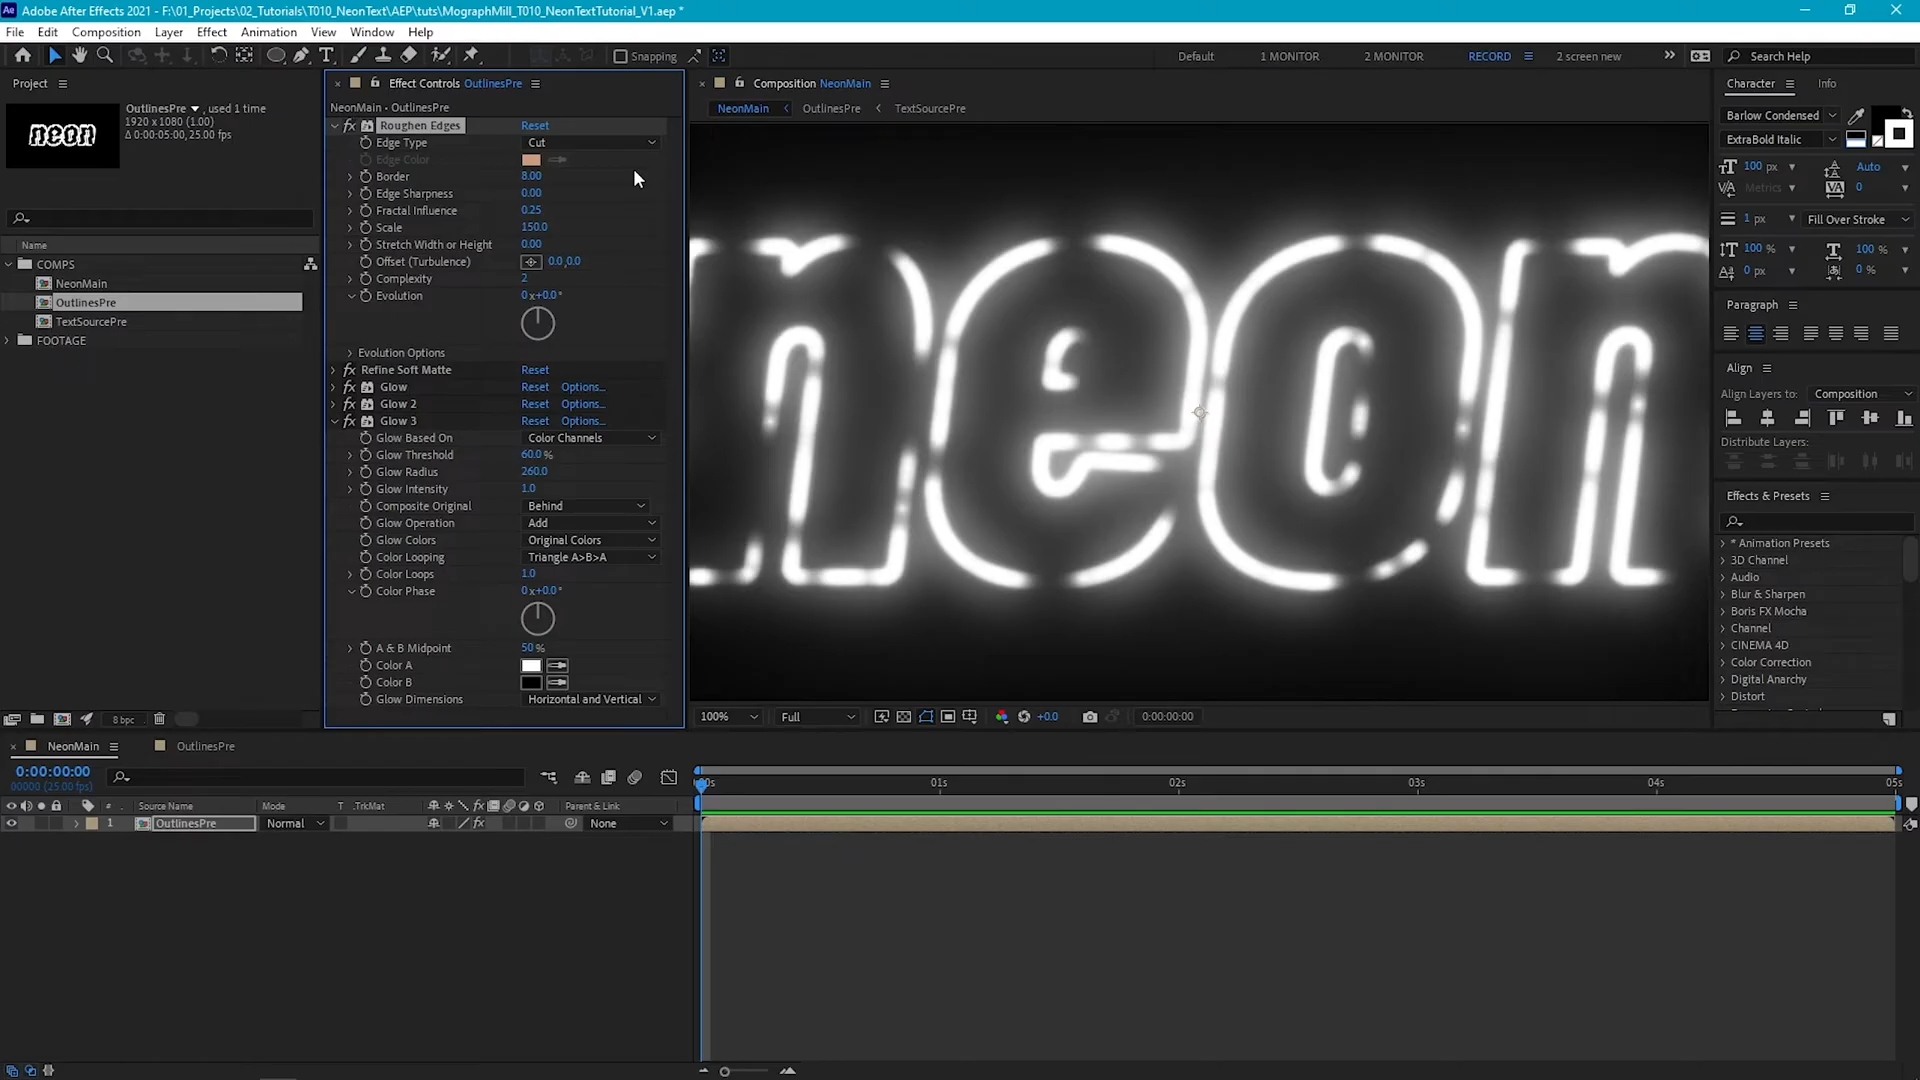 Adobe After Effects 2021 - F:\01_Projects\02_Tutorials\T010_NeonText\AEP\tuts\MographMill_T010_NeonTextTutorial_V1.aep *
File Edit Composition Layer Effect Animation View Window Help
Snapping
Default 1 MONITOR 2 MONITOR RECORD 2 screen new Search Help
Project
OutlinesPre , used 1 time
1920 x 1080 (1.00)
Δ 0:00:05:00, 25.00 fps
neon
Name
COMPS
NeonMain
OutlinesPre
TextSourcePre
FOOTAGE
8 bpc
Effect Controls OutlinesPre
NeonMain • OutlinesPre
fx Roughen Edges Reset
Edge Type Cut
Edge Color
Border 8.00
Edge Sharpness 0.00
Fractal Influence 0.25
Scale 150.0
Stretch Width or Height 0.00
Offset (Turbulence) 0.0,0.0
Complexity 2
Evolution 0x+0.0°
Evolution Options
fx Refine Soft Matte Reset
fx Glow Reset Options...
fx Glow 2 Reset Options...
fx Glow 3 Reset Options...
Glow Based On Color Channels
Glow Threshold 60.0 %
Glow Radius 260.0
Glow Intensity 1.0
Composite Original Behind
Glow Operation Add
Glow Colors Original Colors
Color Looping Triangle A>B>A
Color Loops 1.0
Color Phase 0x+0.0°
A & B Midpoint 50 %
Color A
Color B
Glow Dimensions Horizontal and Vertical
Composition NeonMain
NeonMain OutlinesPre TextSourcePre
neon
100% Full +0.0 0:00:00:00
Character Info
Barlow Condensed
ExtraBold Italic
100 px Auto
Metrics 0
1 px Fill Over Stroke
100 % 100 %
0 px 0 %
Paragraph
Align
Align Layers to: Composition
Distribute Layers:
Effects & Presets
* Animation Presets
3D Channel
Audio
Blur & Sharpen
Boris FX Mocha
Channel
CINEMA 4D
Color Correction
Digital Anarchy
Distort
NeonMain OutlinesPre
0:00:00:00
00000 (25.00 fps)
01s 02s 03s 04s 05s
# Source Name Mode T .TrkMat fx Parent & Link
1 OutlinesPre Normal fx None